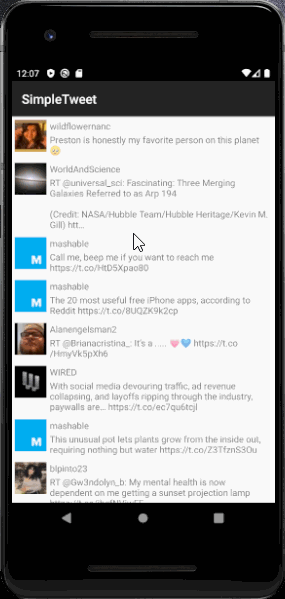 12:07
SimpleTweet
wildflowernanc
Preston is honestly my favorite person on this planet
🥺
WorldAndScience
RT @universal_sci: Fascinating: Three Merging
Galaxies Referred to as Arp 194
(Credit: NASA/Hubble Team/Hubble Heritage/Kevin M.
Gill) htt…
M
mashable
Call me, beep me if you want to reach me
https://t.co/HtD5Xpao80
M
mashable
The 20 most useful free iPhone apps, according to
Reddit https://t.co/8UQZK9k2cp
Alanengelsman2
RT @Brianacristina_: It's a . .... 💗💙 https://t.co
/HmyVk5pXh6
W
WIRED
With social media devouring traffic, ad revenue
collapsing, and layoffs ripping through the industry,
paywalls are… https://t.co/ec7qu6tcjl
M
mashable
This unusual pot lets plants grow from the inside out,
requiring nothing but water https://t.co/Z3TfznS3Ou
blpinto23
RT @Gw3ndolyn_b: My mental health is now
dependent on me getting a sunset projection lamp